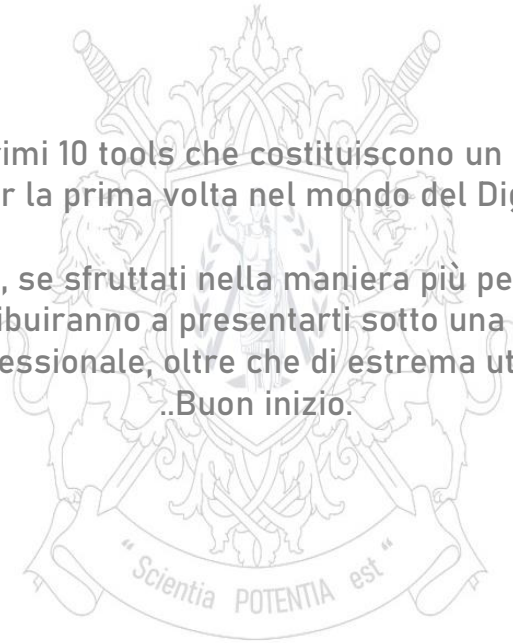 imi 10 tools che costituiscono un
r la prima volta nel mondo del Dig
, se sfruttati nella maniera più pe
ibuiranno a presentarti sotto una
essionale, oltre che di estrema ut
..Buon inizio.
“ Scientia POTENTIA est “